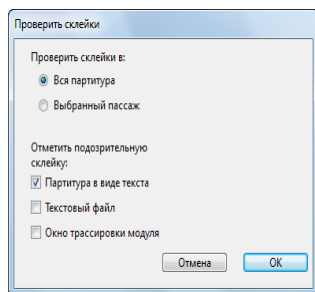 Проверить склейки
Проверить склейки в:
Вся партитура
Выбранный пассаж
Отметить подозрительную
склейку:
Партитура в виде текста
Текстовый файл
Окно трассировки модуля
Отмена
OK